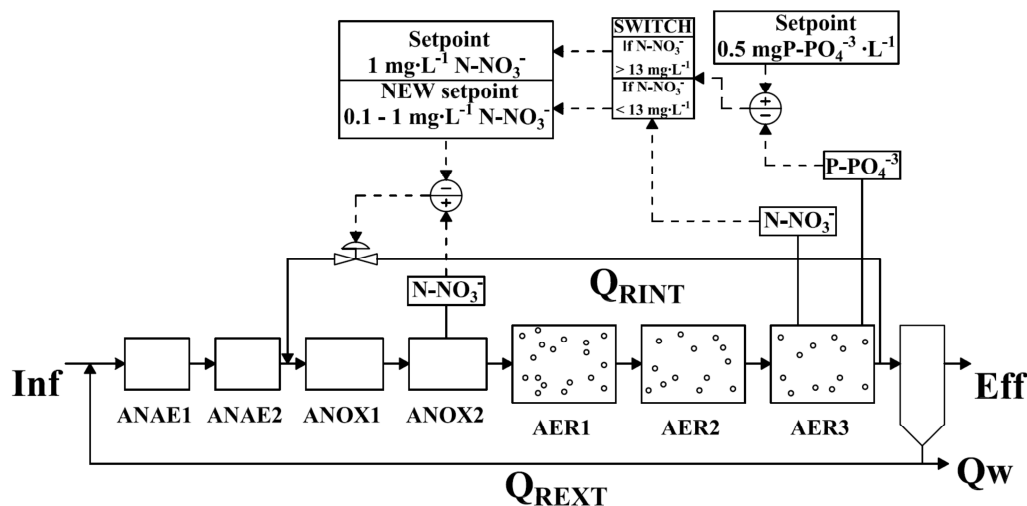 Setpoint
1 mg·L⁻¹ N-NO₃⁻
NEW setpoint
0.1 - 1 mg·L⁻¹ N-NO₃⁻
SWITCH
If N-NO₃⁻
> 13 mg·L⁻¹
If N-NO₃⁻
< 13 mg·L⁻¹
Setpoint
0.5 mgP-PO₄⁻³ ·L⁻¹
+
−
P-PO₄⁻³
−
+
N-NO₃⁻
N-NO₃⁻
Q_RINT
Inf
Eff
ANAE1
ANAE2
ANOX1
ANOX2
AER1
AER2
AER3
Q_REXT
Qw